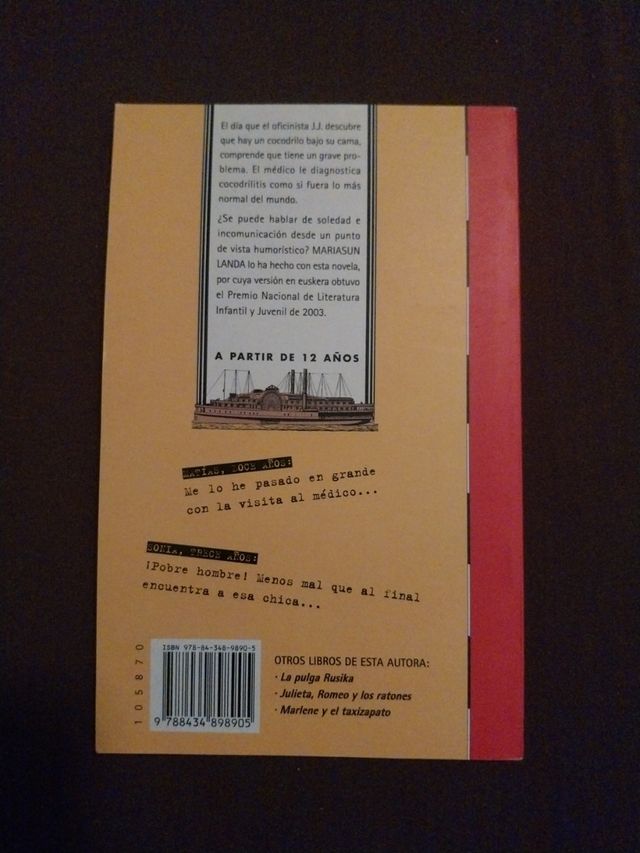 El día que el oficinista J.J. descubre
que hay un cocodrilo bajo su cama,
comprende que tiene un grave pro-
blema. El médico le diagnostica
cocodrilitis como si fuera lo más
normal del mundo.
¿Se puede hablar de soledad e
incomunicación desde un punto
de vista humorístico? MARIASUN
LANDA lo ha hecho con esta novela,
por cuya versión en euskera obtuvo
el Premio Nacional de Literatura
Infantil y Juvenil de 2003.
A PARTIR DE 12 AÑOS
MATÍAS, DOCE AÑOS:
Me lo he pasado en grande
con la visita al médico...
SONIA, TRECE AÑOS:
¡Pobre hombre! Menos mal que al final
encuentra a esa chica...
105870
ISBN 978-84-348-9890-5
9 788434 898905
OTROS LIBROS DE ESTA AUTORA:
· La pulga Rusika
· Julieta, Romeo y los ratones
· Marlene y el taxizapato